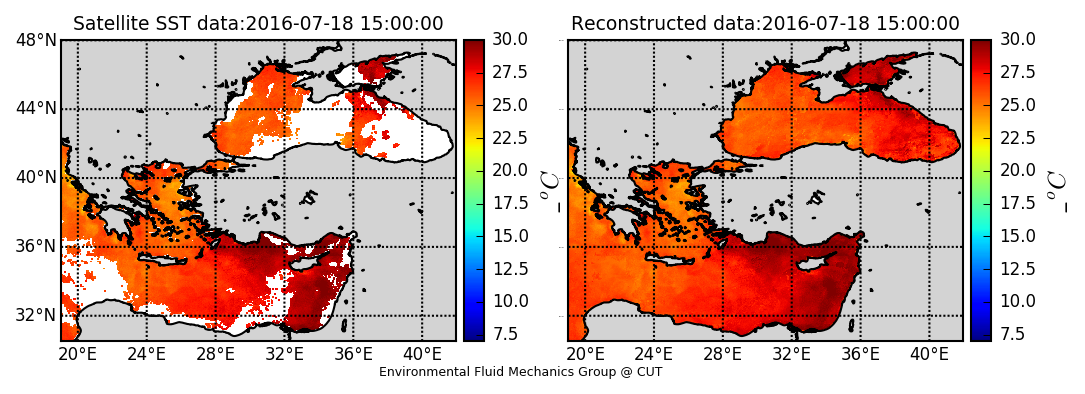 Satellite SST data:2016-07-18 15:00:00
48°N
44°N
40°N
36°N
32°N
20°E 24°E 28°E 32°E 36°E 40°E
30.0
27.5
25.0
22.5
20.0
17.5
15.0
12.5
10.0
7.5
_ °C
Reconstructed data:2016-07-18 15:00:00
20°E 24°E 28°E 32°E 36°E 40°E
30.0
27.5
25.0
22.5
20.0
17.5
15.0
12.5
10.0
7.5
_ °C
Environmental Fluid Mechanics Group @ CUT